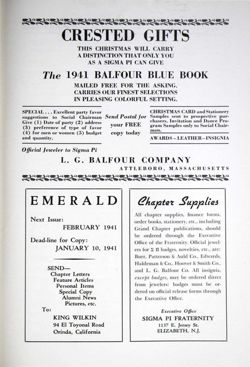 CRESTED GIFTS
THIS CHRISTMAS WILL CARRY
A DISTINCTION THAT ONLY YOU
AS A SIGMA PI CAN GIVE
The 1941 BALFOUR BLUE BOOK
MAILED FREE FOR THE ASKING.
CARRIES OUR FINEST SELECTIONS
IN PLEASING COLORFUL SETTING.
SPECIAL . . . Excellent party favor
suggestions to Social Chairman
Give (1) Date of party (2) address
(3) preference of type of favor
(4) for men or women (5) budget
and quantity.
Send Postal for
your FREE
copy today
CHRISTMAS CARD and Stationery
Samples sent to prospective pur-
chasers, Invitation and Dance Pro-
gram Samples only to Social Chair-
man.
AWARDS—LEATHER—INSIGNIA
Official Jeweler to Sigma Pi
L. G. BALFOUR COMPANY
ATTLEBORO, MASSACHUSETTS
EMERALD
Next Issue:
FEBRUARY 1941
Dead-line for Copy:
JANUARY 10, 1941
SEND—
Chapter Letters
Feature Articles
Personal Items
Special Copy
Alumni News
Pictures, etc.
To:
KING WILKIN
94 El Toyonal Road
Orinda, California
Chapter Supplies
All chapter supplies, finance forms,
order books, stationery, etc., including
Grand Chapter publications, should
be ordered through the Executive
Office of the Fraternity. Official jewel-
ers for Σ Π badges, novelties, etc., are:
Burr, Patterson & Auld Co., Edwards,
Haldeman & Co., Hoover & Smith Co.,
and L. G. Balfour Co. All insignia,
except badges, may be ordered direct
from jewelers; badges must be or-
dered on official release forms through
the Executive Office.
Executive Office
SIGMA PI FRATERNITY
1137 E. Jersey St.
ELIZABETH, N.J.